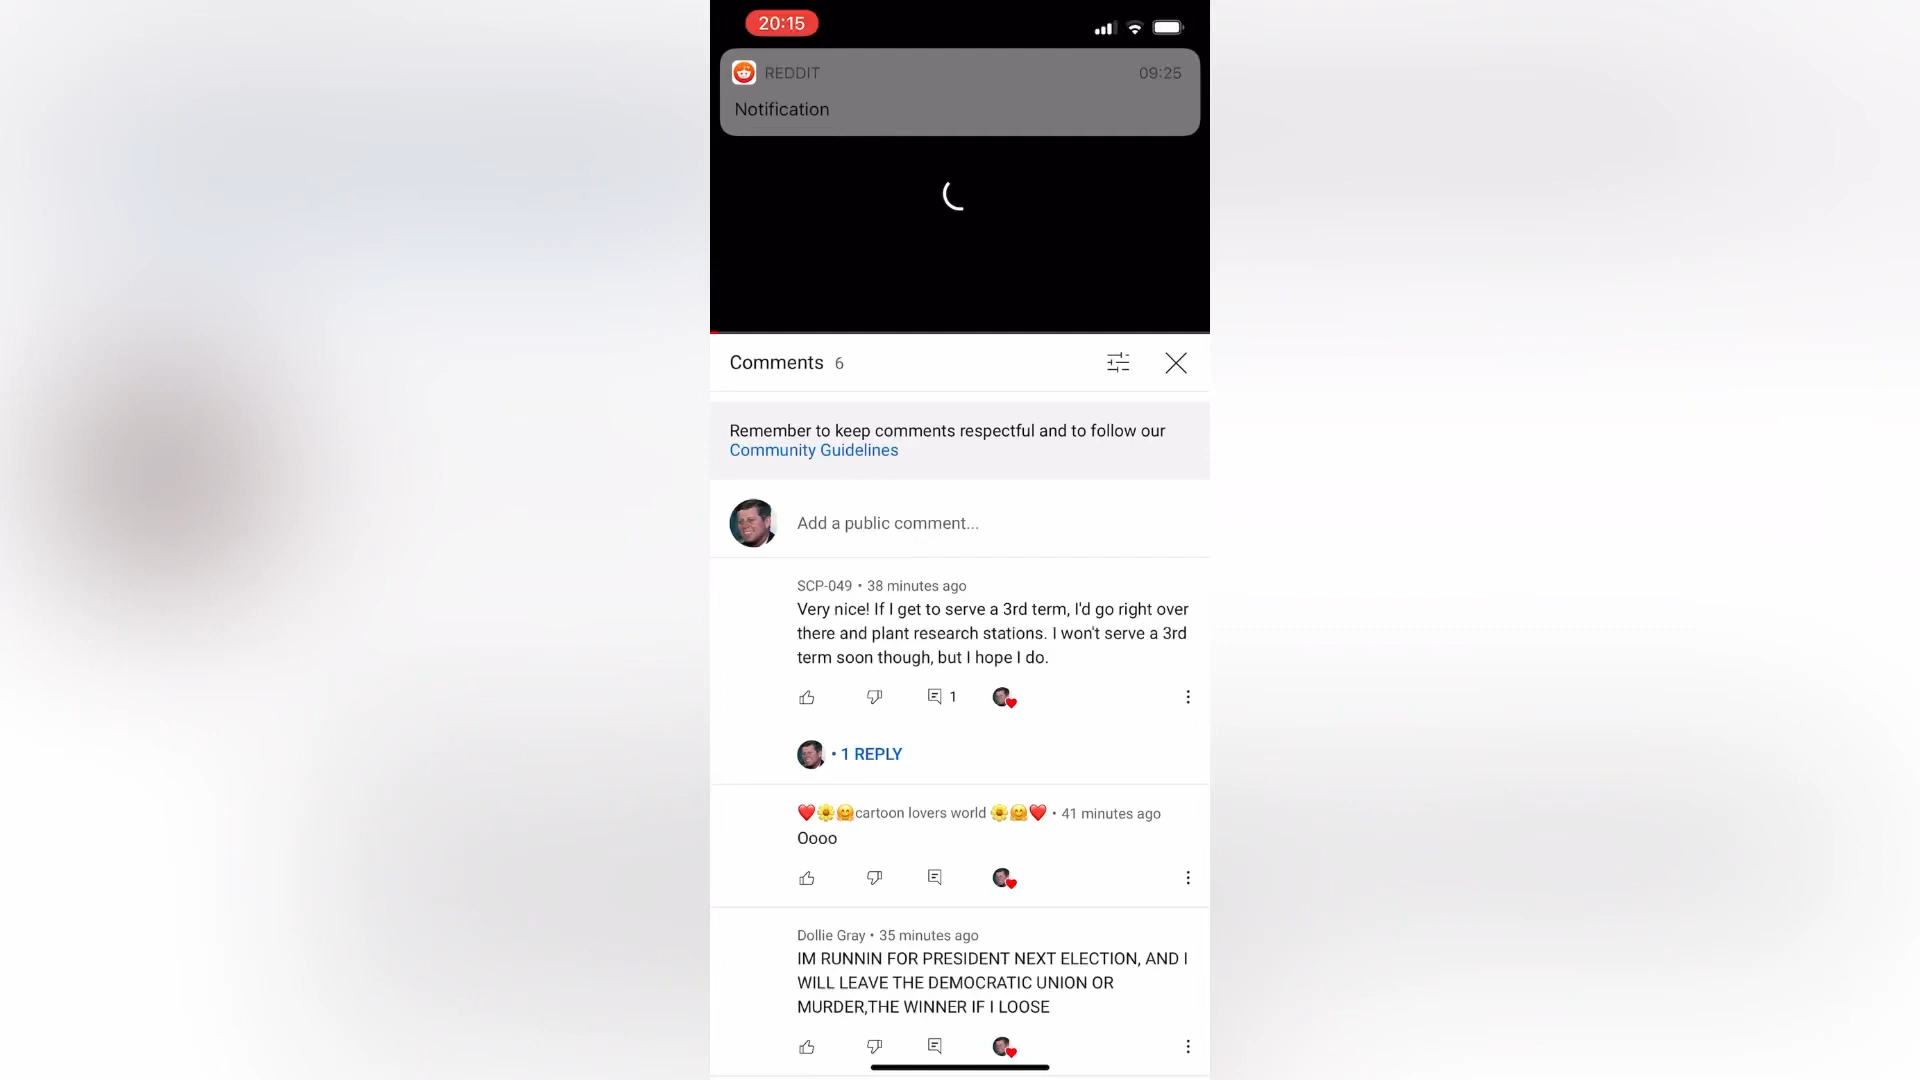 20:15
REDDIT 09:25
Notification
Comments 6
Remember to keep comments respectful and to follow our
Community Guidelines
Add a public comment...
SCP-049 • 38 minutes ago
Very nice! If I get to serve a 3rd term, I'd go right over
there and plant research stations. I won't serve a 3rd
term soon though, but I hope I do.
1
• 1 REPLY
❤️🌼🤗cartoon lovers world 🌼🤗❤️ • 41 minutes ago
Oooo
Dollie Gray • 35 minutes ago
IM RUNNIN FOR PRESIDENT NEXT ELECTION, AND I
WILL LEAVE THE DEMOCRATIC UNION OR
MURDER,THE WINNER IF I LOOSE